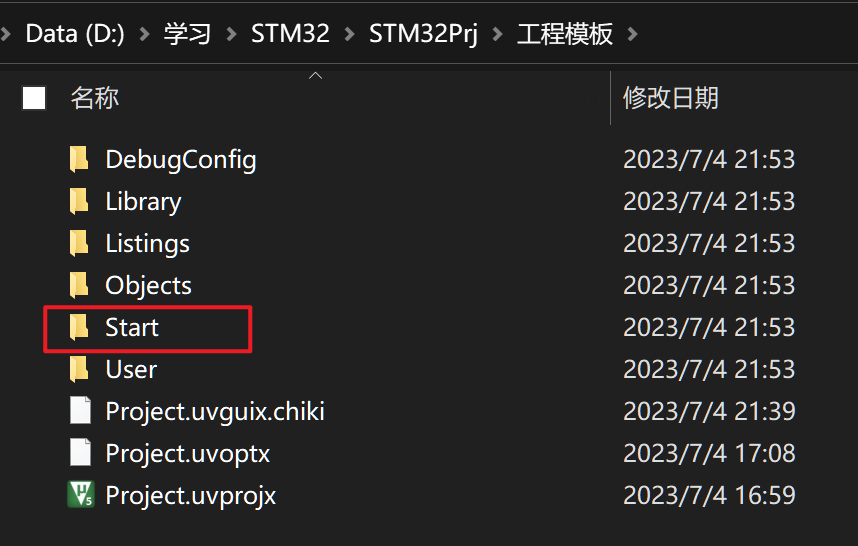 Data (D:) > 学习 > STM32 > STM32Prj > 工程模板 >
名称 修改日期
DebugConfig 2023/7/4 21:53
Library 2023/7/4 21:53
Listings 2023/7/4 21:53
Objects 2023/7/4 21:53
Start 2023/7/4 21:53
User 2023/7/4 21:53
Project.uvguix.chiki 2023/7/4 21:39
Project.uvoptx 2023/7/4 17:08
Project.uvprojx 2023/7/4 16:59